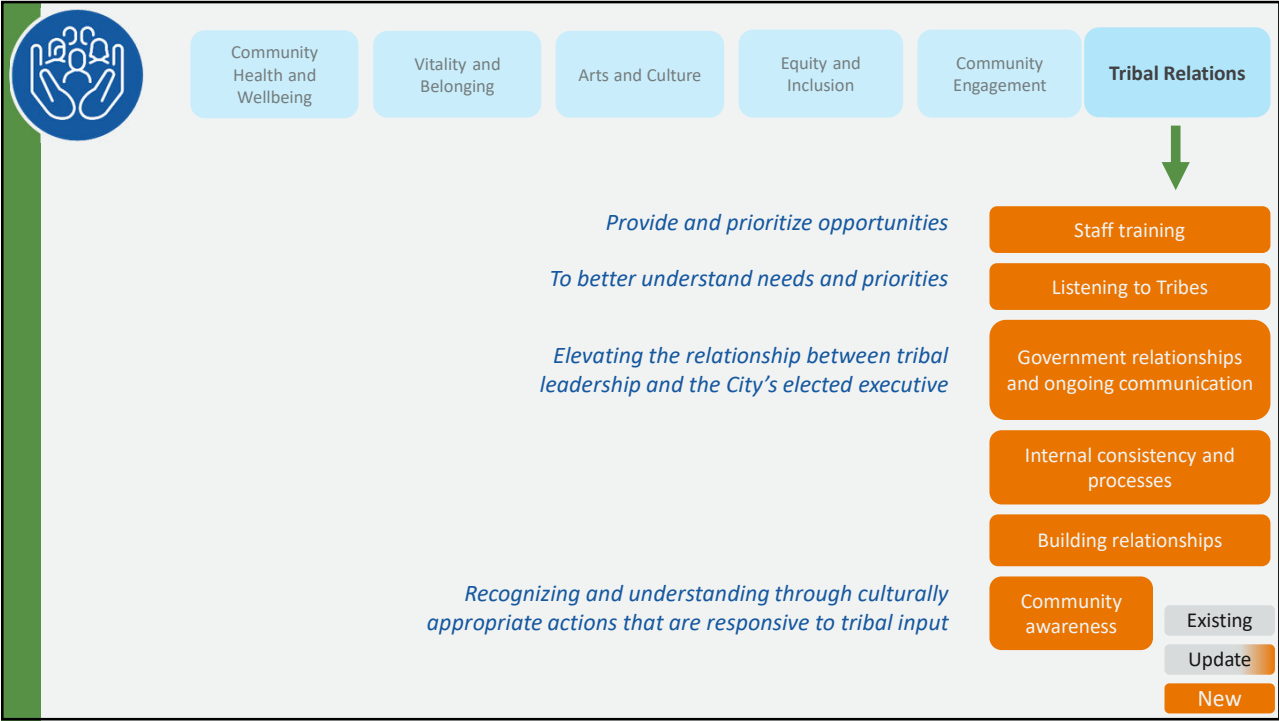 Community
Health and
Wellbeing
Vitality and
Belonging
Arts and Culture
Equity and
Inclusion
Community
Engagement
Tribal Relations
Provide and prioritize opportunities
Staff training
To better understand needs and priorities
Listening to Tribes
Elevating the relationship between tribal
leadership and the City’s elected executive
Government relationships
and ongoing communication
Internal consistency and
processes
Building relationships
Recognizing and understanding through culturally
appropriate actions that are responsive to tribal input
Community
awareness
Existing
Update
New